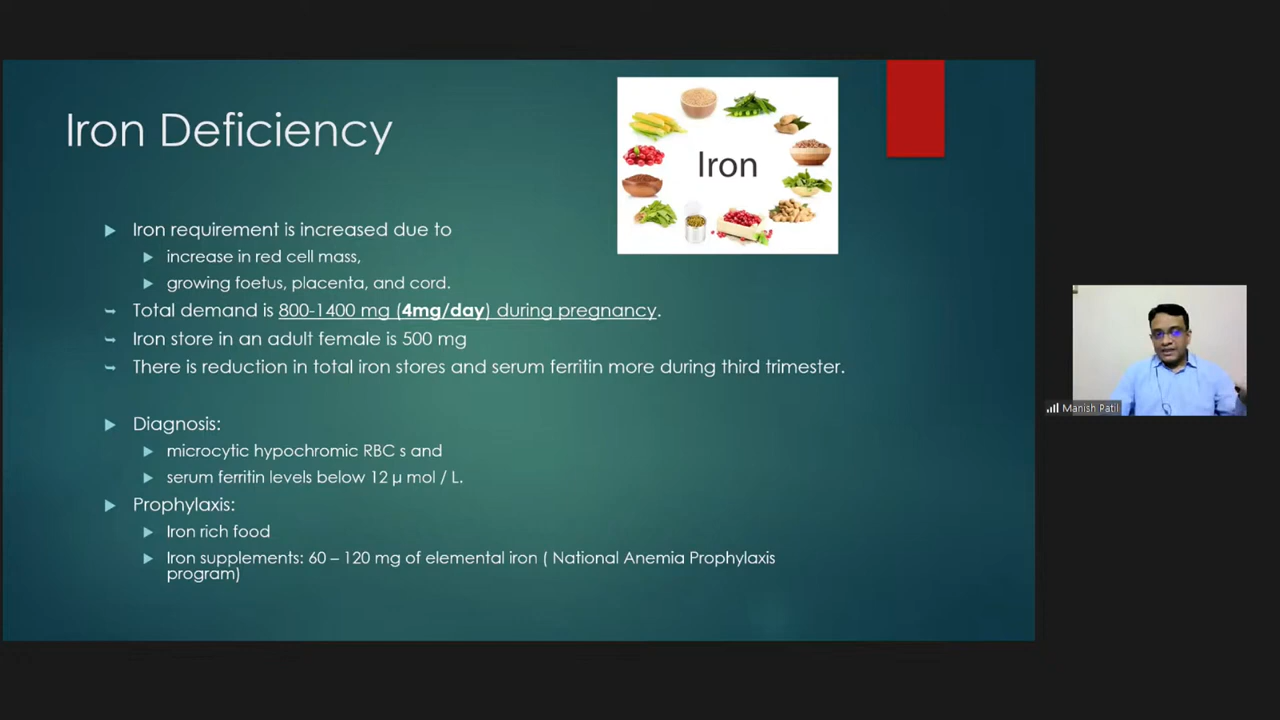 Iron Deficiency
Iron
Iron requirement is increased due to
increase in red cell mass,
growing foetus, placenta, and cord.
Total demand is 800-1400 mg (4mg/day) during pregnancy.
Iron store in an adult female is 500 mg
There is reduction in total iron stores and serum ferritin more during third trimester.
Diagnosis:
microcytic hypochromic RBC s and
serum ferritin levels below 12 µ mol / L.
Prophylaxis:
Iron rich food
Iron supplements: 60 – 120 mg of elemental iron ( National Anemia Prophylaxis
program)
Manish Patil